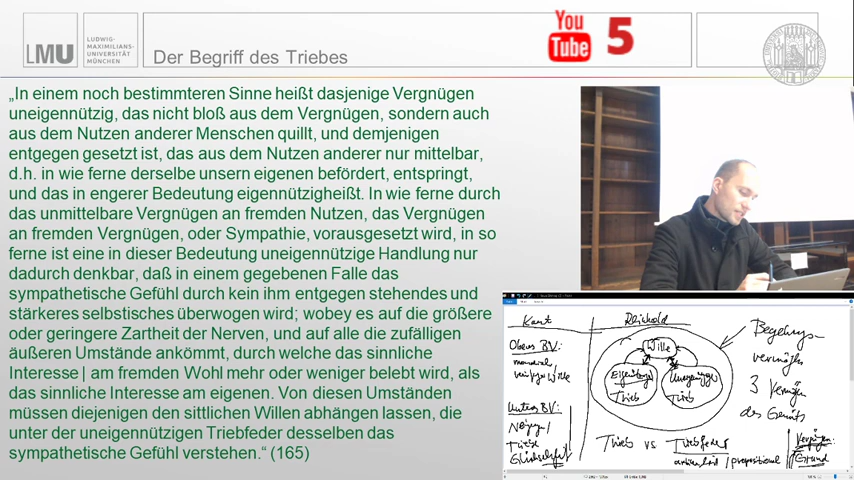 LMU
LUDWIG-
MAXIMILIANS-
UNIVERSITÄT
MÜNCHEN
Der Begriff des Triebes
You
Tube
5
„In einem noch bestimmteren Sinne heißt dasjenige Vergnügen
uneigennützig, das nicht bloß aus dem Vergnügen, sondern auch
aus dem Nutzen anderer Menschen quillt, und demjenigen
entgegen gesetzt ist, das aus dem Nutzen anderer nur mittelbar,
d.h. in wie ferne derselbe unsern eigenen befördert, entspringt,
und das in engerer Bedeutung eigennützigheißt. In wie ferne durch
das unmittelbare Vergnügen an fremden Nutzen, das Vergnügen
an fremden Vergnügen, oder Sympathie, vorausgesetzt wird, in so
ferne ist eine in dieser Bedeutung uneigennützige Handlung nur
dadurch denkbar, daß in einem gegebenen Falle das
sympathetische Gefühl durch kein ihm entgegen stehendes und
stärkeres selbstisches überwogen wird; wobey es auf die größere
oder geringere Zartheit der Nerven, und auf alle die zufälligen
äußeren Umstände ankömmt, durch welche das sinnliche
Interesse| am fremden Wohl mehr oder weniger belebt wird, als
das sinnliche Interesse am eigenen. Von diesen Umständen
müssen diejenigen den sittlichen Willen abhängen lassen, die
unter der uneigennützigen Triebfeder desselben das
sympathetische Gefühl verstehen.“ (165)
Kant
Reinhold
Oberes BV:
Wille
Trieb
Trieb
Begehrungs-
vermögen
3 Vermögen
des Gemüts
Unteres BV:
Trieb vs Triebfeder
Grund